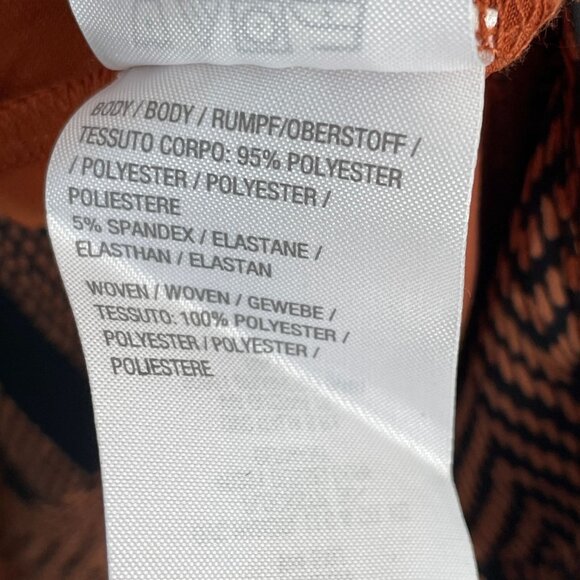 BODY / BODY / RUMPF/OBERSTOFF /
TESSUTO CORPO: 95% POLYESTER
/ POLYESTER / POLYESTER /
POLIESTERE
5% SPANDEX / ELASTANE /
ELASTHAN / ELASTAN
WOVEN / WOVEN / GEWEBE /
TESSUTO: 100% POLYESTER /
POLYESTER / POLYESTER /
POLIESTERE